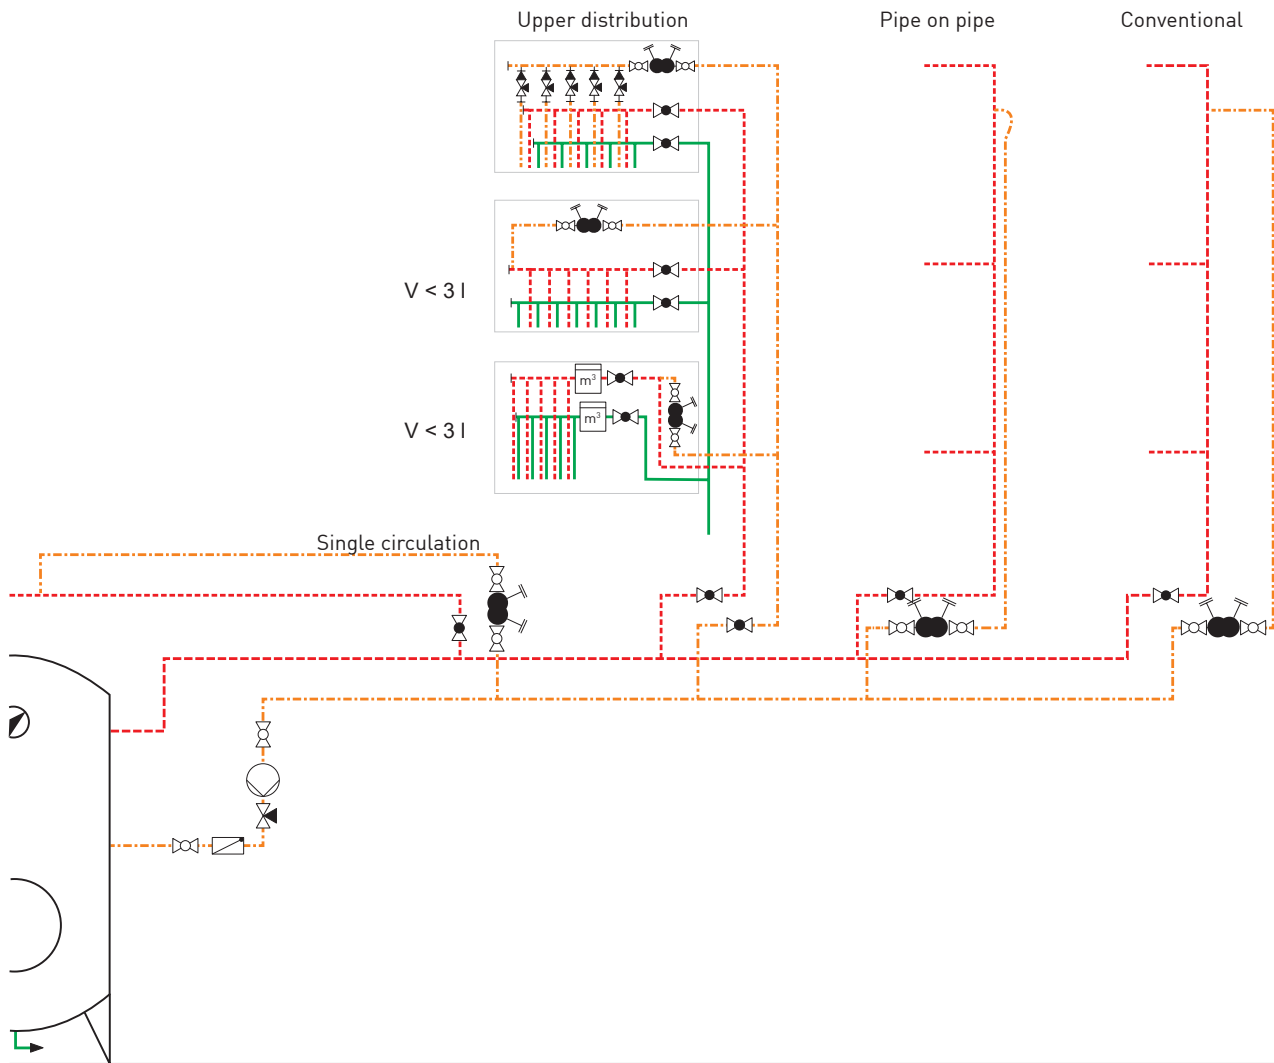 Upper distribution
Pipe on pipe
Conventional
V < 3 l
m³
m³
V < 3 l
Single circulation